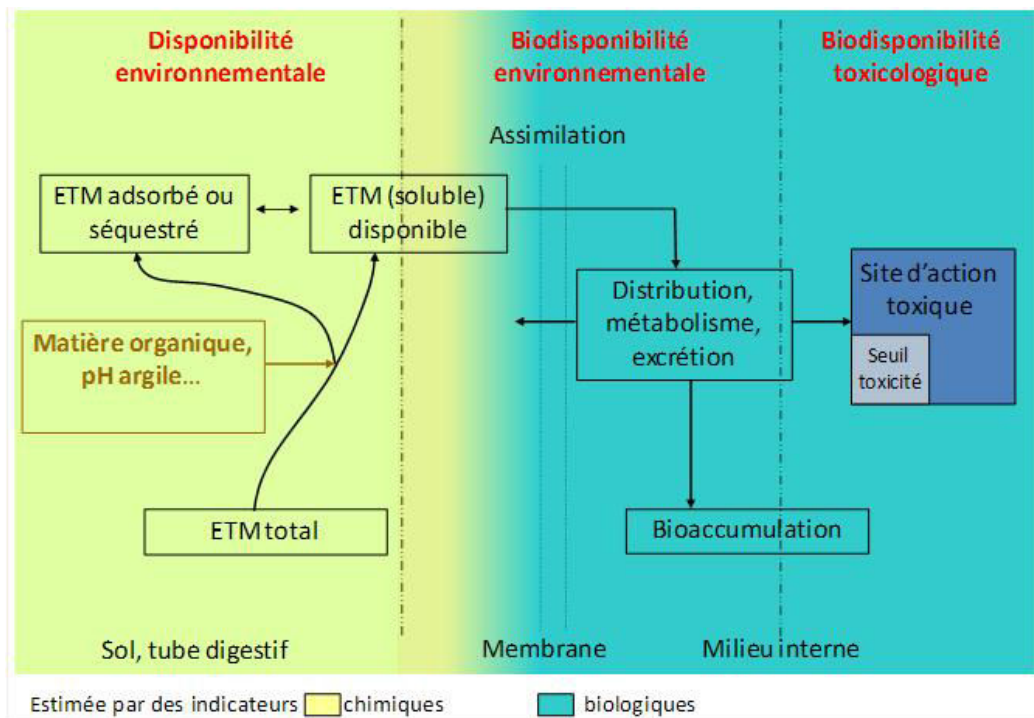 Disponibilité
environnementale
Biodisponibilité
environnementale
Biodisponibilité
toxicologique
Assimilation
ETM adsorbé ou
séquestré
ETM (soluble)
disponible
Distribution,
métabolisme,
excrétion
Site d’action
toxique
Seuil
toxicité
Matière organique,
pH argile...
ETM total
Bioaccumulation
Sol, tube digestif
Membrane
Milieu interne
Estimée par des indicateurs
chimiques
biologiques